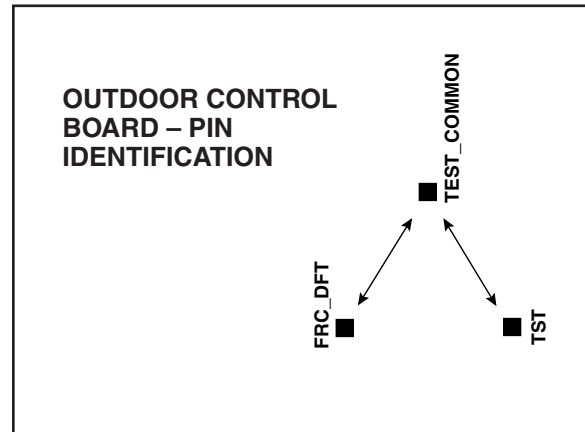 OUTDOOR CONTROL
BOARD – PIN
IDENTIFICATION
TEST_COMMON
FRC_DFT
TST